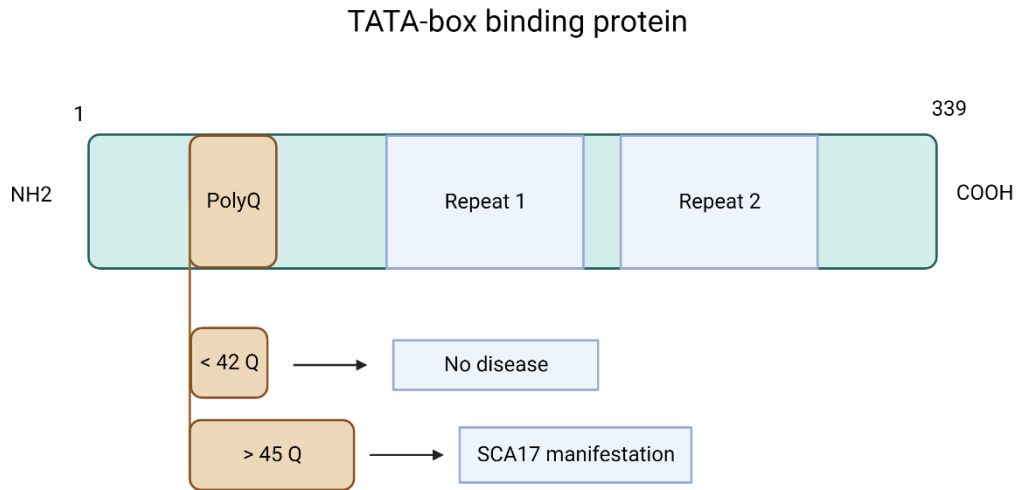 TATA-box binding protein
1
339
NH2
PolyQ
Repeat 1
Repeat 2
COOH
< 42 Q
No disease
> 45 Q
SCA17 manifestation